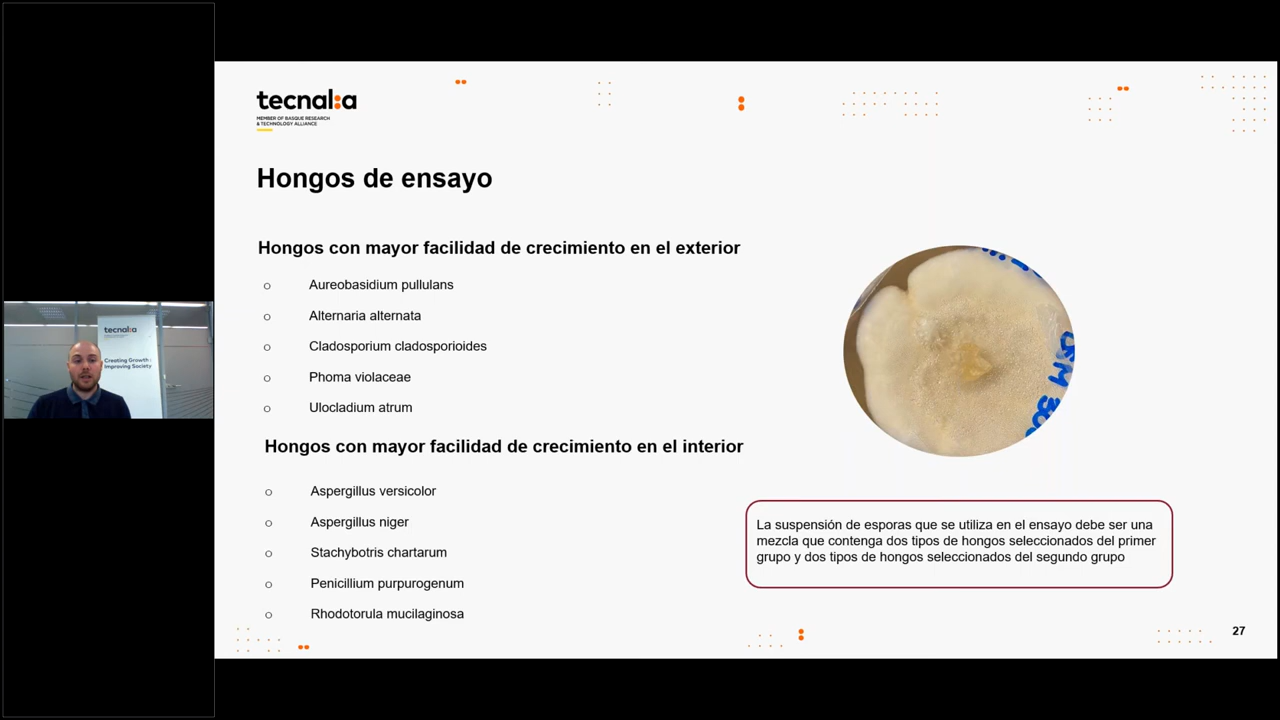 tecnal:a
MEMBER OF BASQUE RESEARCH
& TECHNOLOGY ALLIANCE
Hongos de ensayo
Hongos con mayor facilidad de crecimiento en el exterior
o Aureobasidium pullulans
o Alternaria alternata
o Cladosporium cladosporioides
o Phoma violaceae
o Ulocladium atrum
Hongos con mayor facilidad de crecimiento en el interior
o Aspergillus versicolor
o Aspergillus niger
o Stachybotris chartarum
o Penicillium purpurogenum
o Rhodotorula mucilaginosa
La suspensión de esporas que se utiliza en el ensayo debe ser una
mezcla que contenga dos tipos de hongos seleccionados del primer
grupo y dos tipos de hongos seleccionados del segundo grupo
27
tecnal:a
Creating Growth
Improving Society